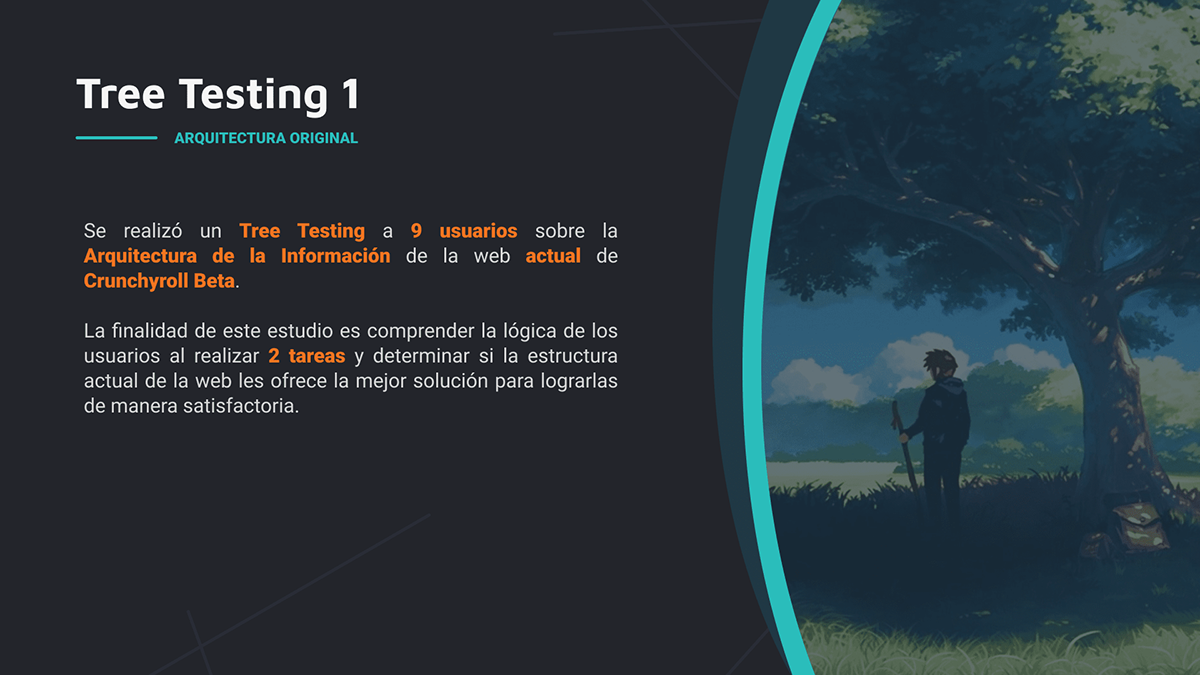 Tree Testing 1
ARQUITECTURA ORIGINAL
Se realizó un Tree Testing a 9 usuarios sobre la
Arquitectura de la Información de la web actual de
Crunchyroll Beta.
La finalidad de este estudio es comprender la lógica de los
usuarios al realizar 2 tareas y determinar si la estructura
actual de la web les ofrece la mejor solución para lograrlas
de manera satisfactoria.